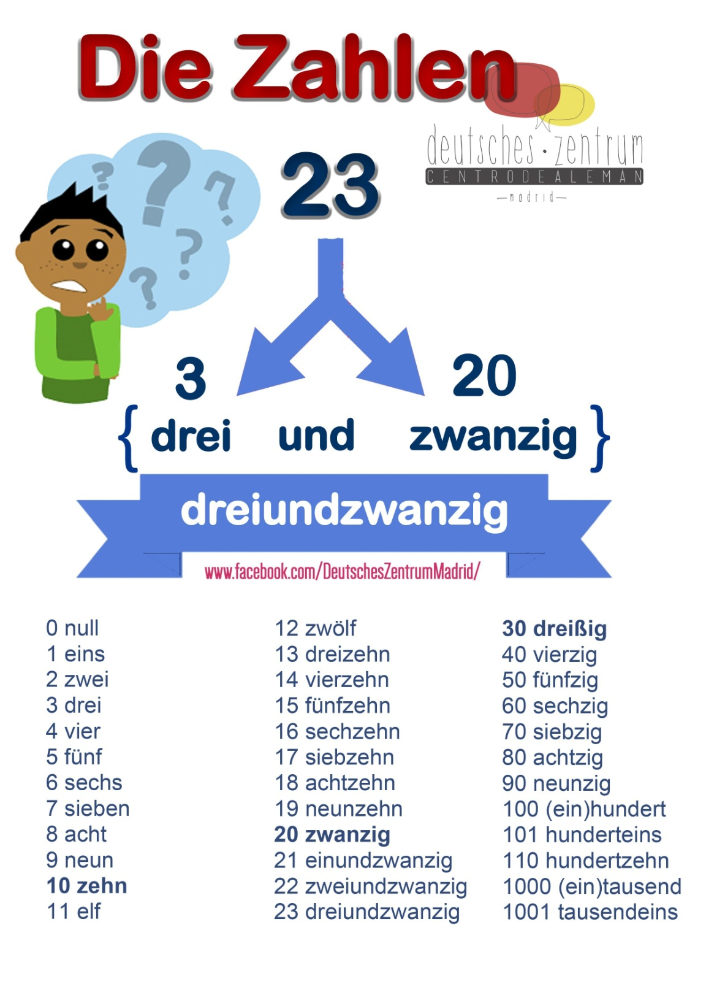 Die Zahlen
deutsches·zentrum
CENTRODEALEMÁN
—madrid—
? ? ? ? ?
23
3 20
{ drei und zwanzig }
dreiundzwanzig
www.facebook.com/DeutschesZentrumMadrid/
0 null
1 eins
2 zwei
3 drei
4 vier
5 fünf
6 sechs
7 sieben
8 acht
9 neun
10 zehn
11 elf
12 zwölf
13 dreizehn
14 vierzehn
15 fünfzehn
16 sechzehn
17 siebzehn
18 achtzehn
19 neunzehn
20 zwanzig
21 einundzwanzig
22 zweiundzwanzig
23 dreiundzwanzig
30 dreißig
40 vierzig
50 fünfzig
60 sechzig
70 siebzig
80 achtzig
90 neunzig
100 (ein)hundert
101 hunderteins
110 hundertzehn
1000 (ein)tausend
1001 tausendeins